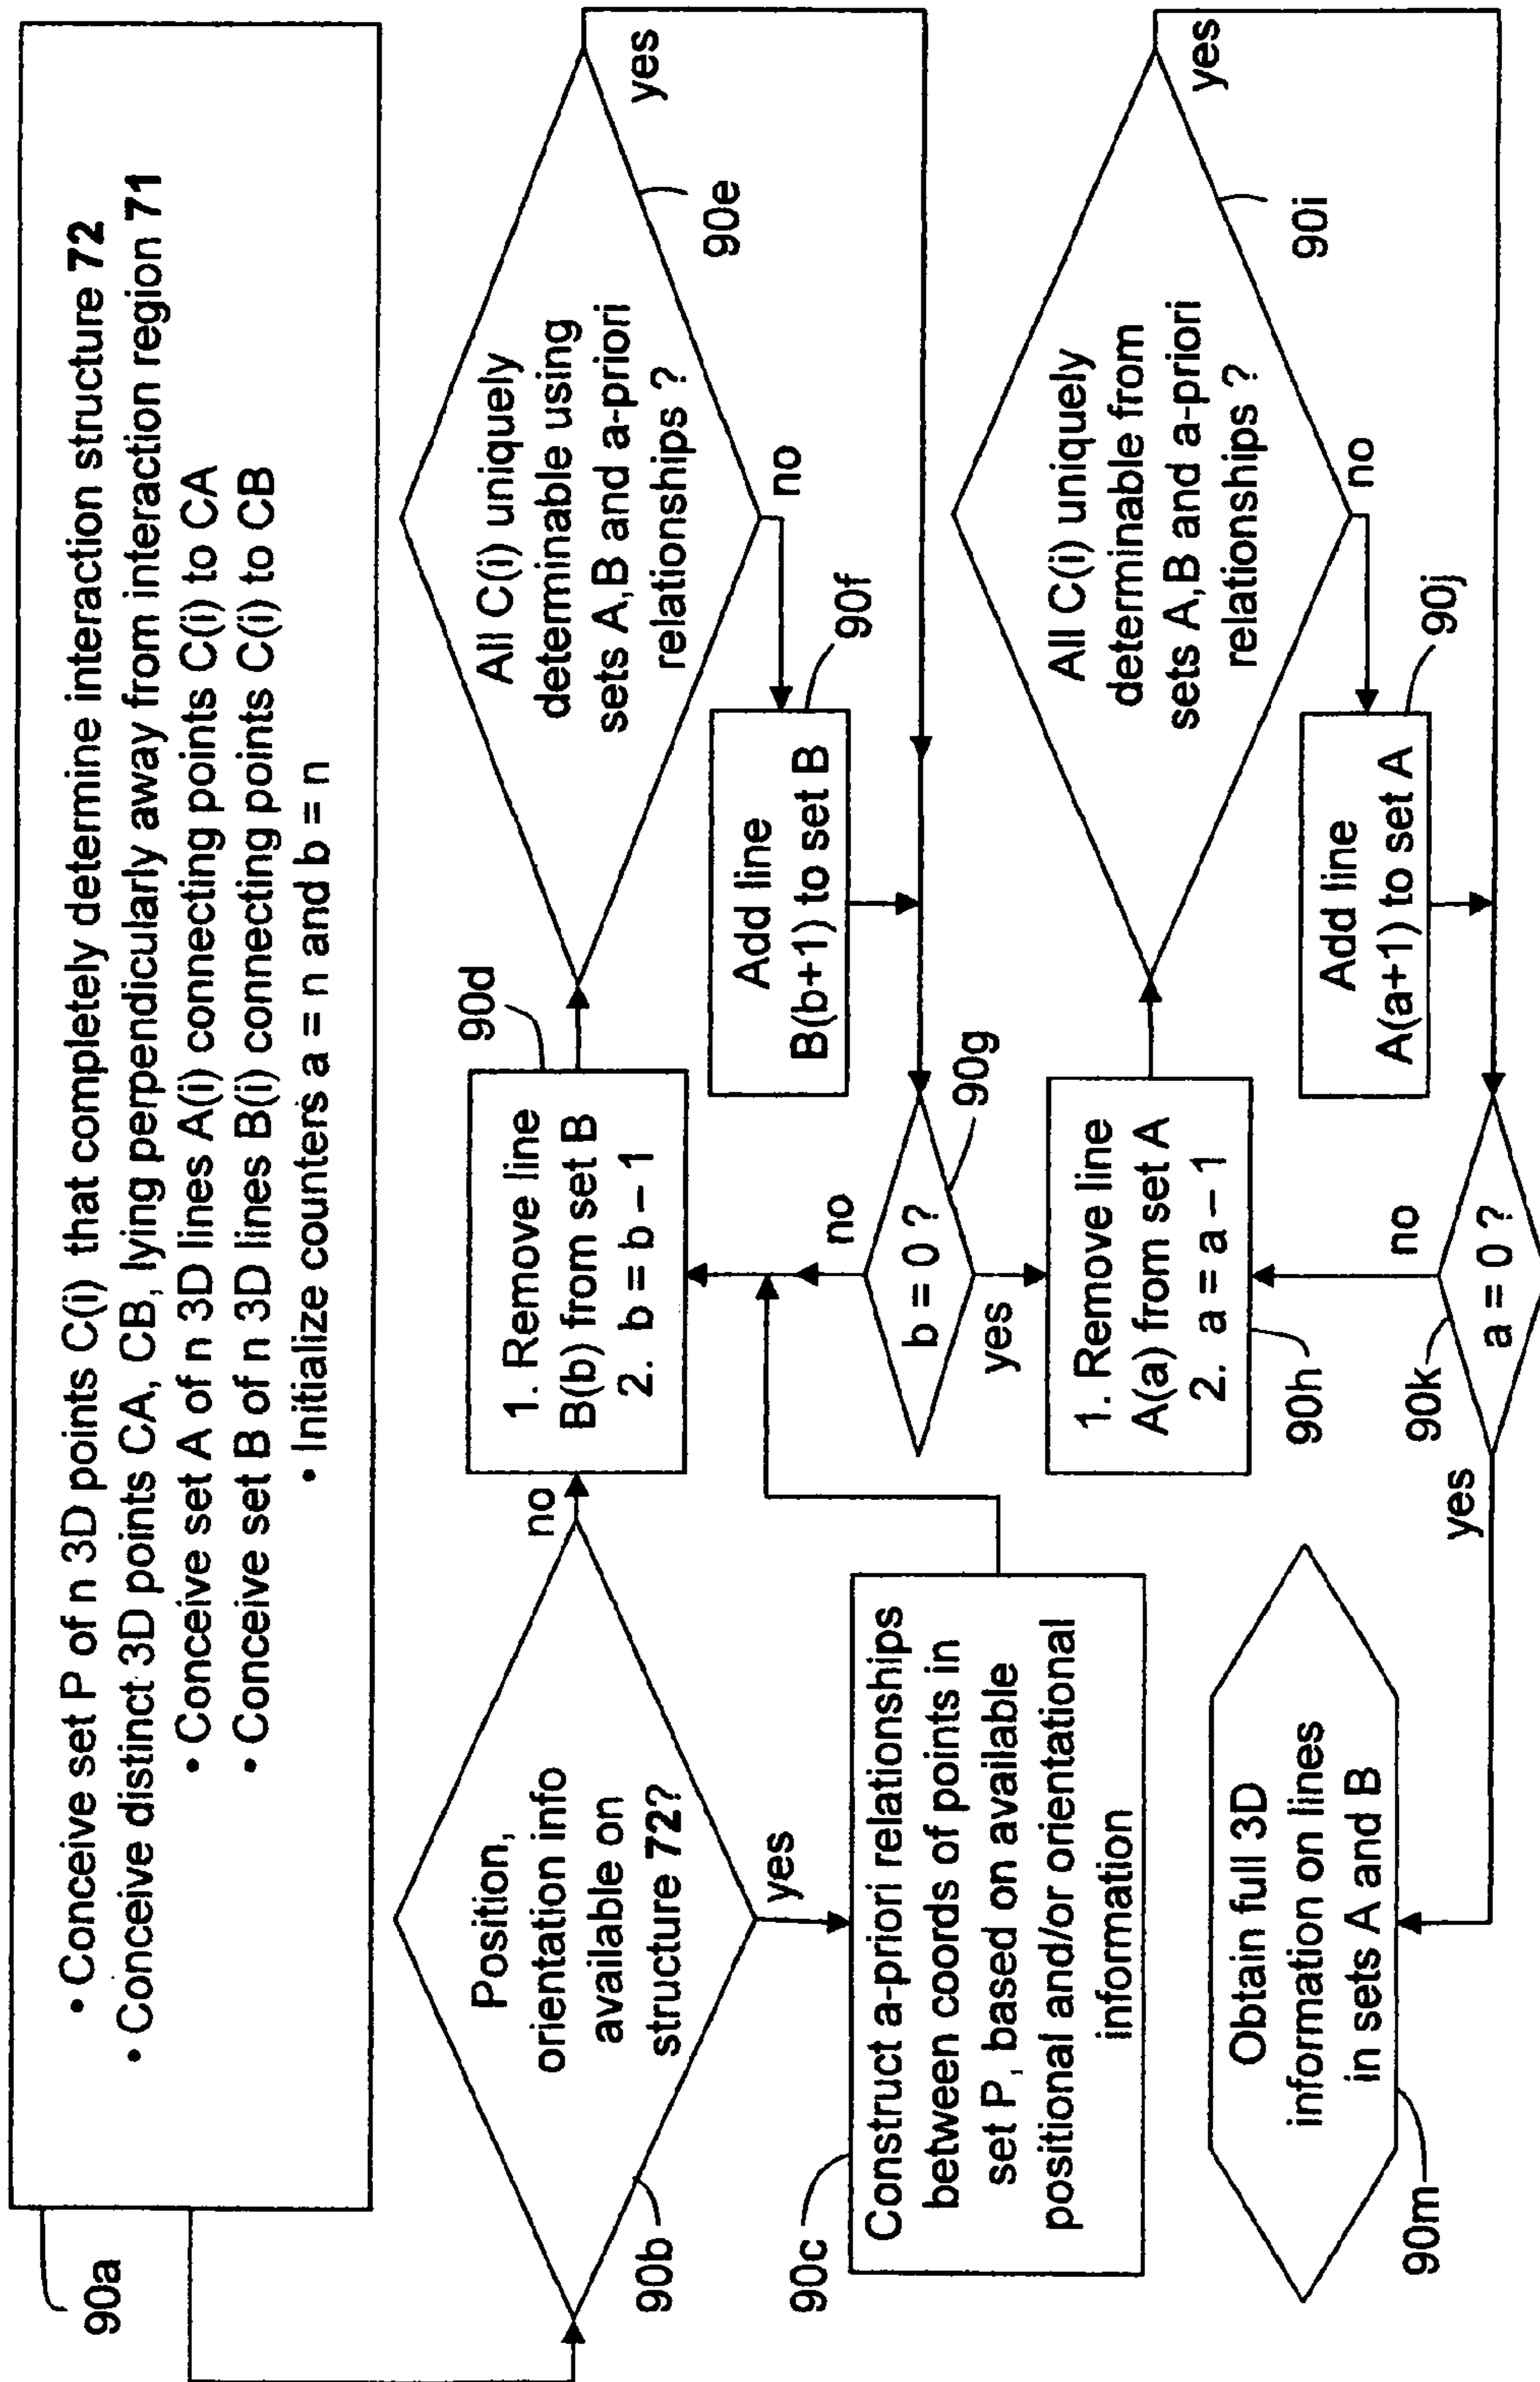 • Conceive set P of n 3D points C(i) that completely determine interaction structure 72
• Conceive distinct 3D points CA, CB, lying perpendicularly away from interaction region 71
• Conceive set A of n 3D lines A(i) connecting points C(i) to CA
• Conceive set B of n 3D lines B(i) connecting points C(i) to CB
• Initialize counters a = n and b = n
90a
Position,
orientation info
available on
structure 72?
90b
no
yes
Construct a-priori relationships
between coords of points in
set P, based on available
positional and/or orientational
information
90c
1. Remove line
B(b) from set B
2. b = b – 1
90d
All C(i) uniquely
determinable using
sets A,B and a-priori
relationships ?
90e
yes
no
Add line
B(b+1) to set B
90f
b = 0 ?
90g
no
yes
1. Remove line
A(a) from set A
2. a = a – 1
90h
All C(i) uniquely
determinable from
sets A,B and a-priori
relationships ?
90i
yes
no
Add line
A(a+1) to set A
90j
a = 0 ?
90k
no
yes
Obtain full 3D
information on lines
in sets A and B
90m